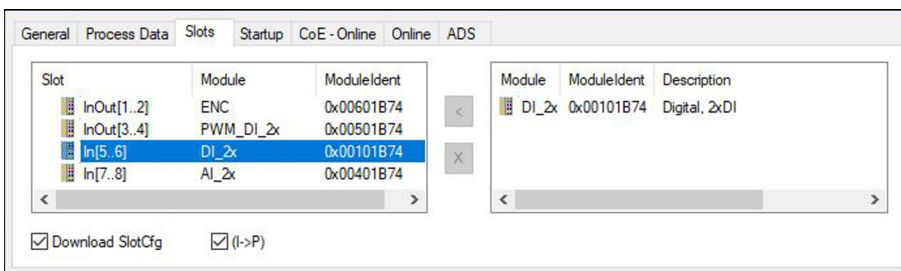 General Process Data Slots Startup CoE - Online Online ADS
Slot Module ModuleIdent
InOut[1..2] ENC 0x00601B74
InOut[3..4] PWM_DI_2x 0x00501B74
In[5..6] DI_2x 0x00101B74
In[7..8] AI_2x 0x00401B74
< X
Module ModuleIdent Description
DI_2x 0x00101B74 Digital, 2xDI
Download SlotCfg (I->P)